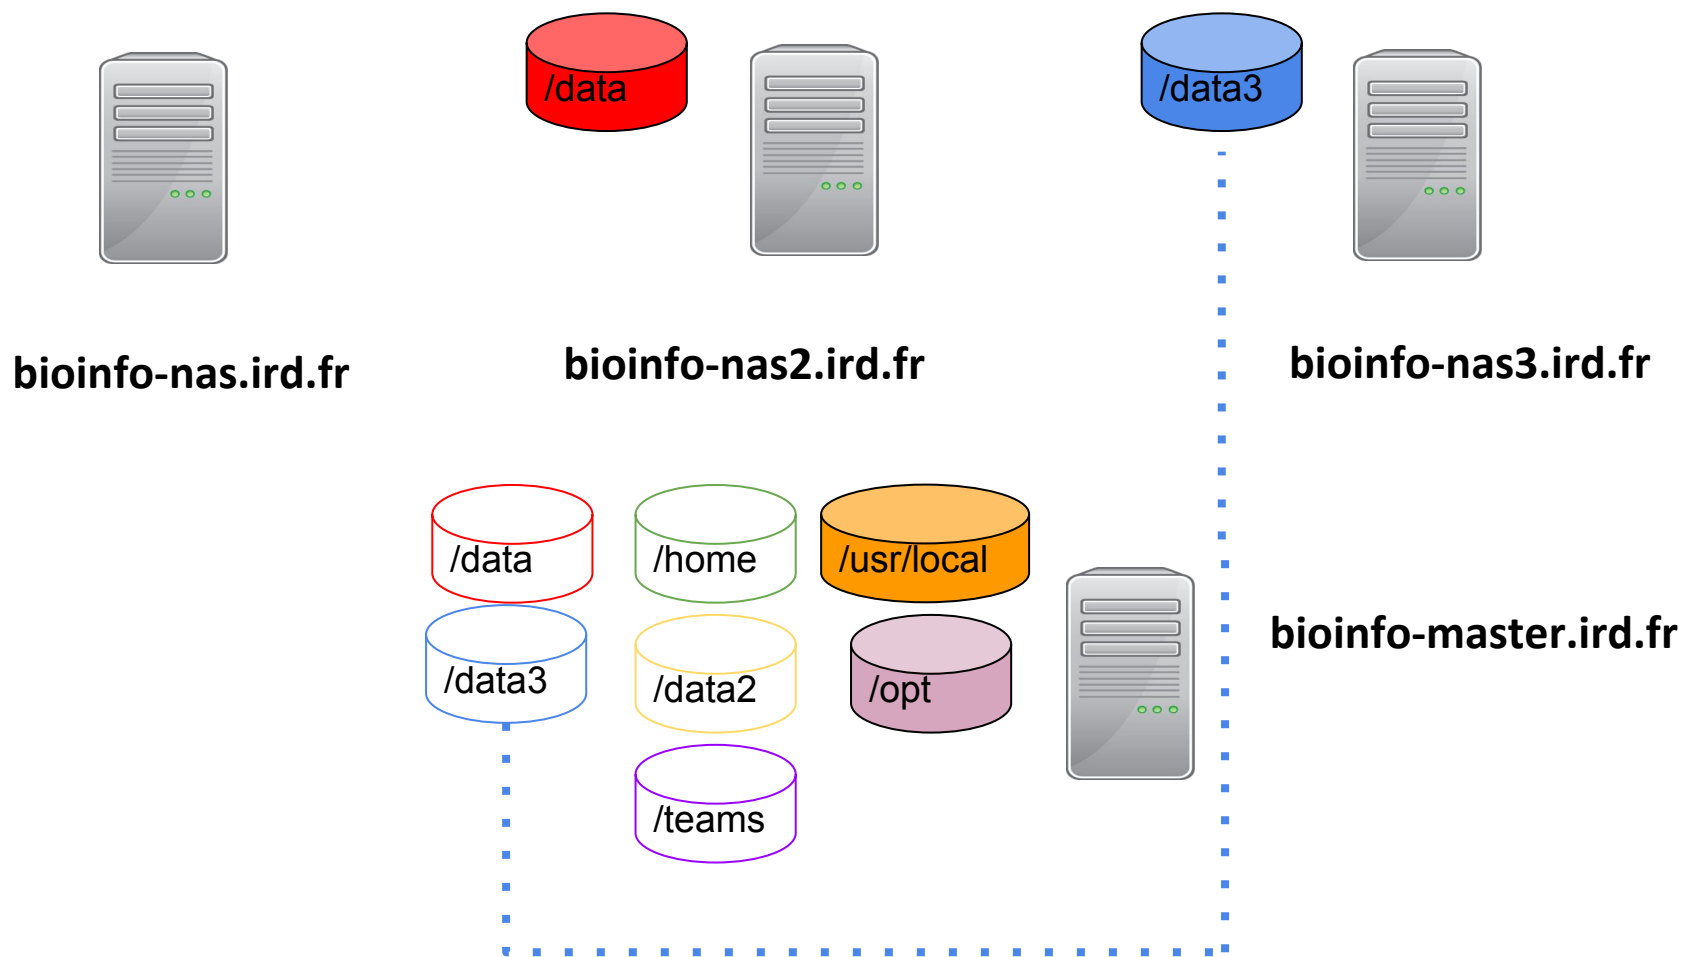 /data
/data3
bioinfo-nas.ird.fr
bioinfo-nas2.ird.fr
bioinfo-nas3.ird.fr
/data
/home
/usr/local
/data3
/data2
/opt
bioinfo-master.ird.fr
/teams